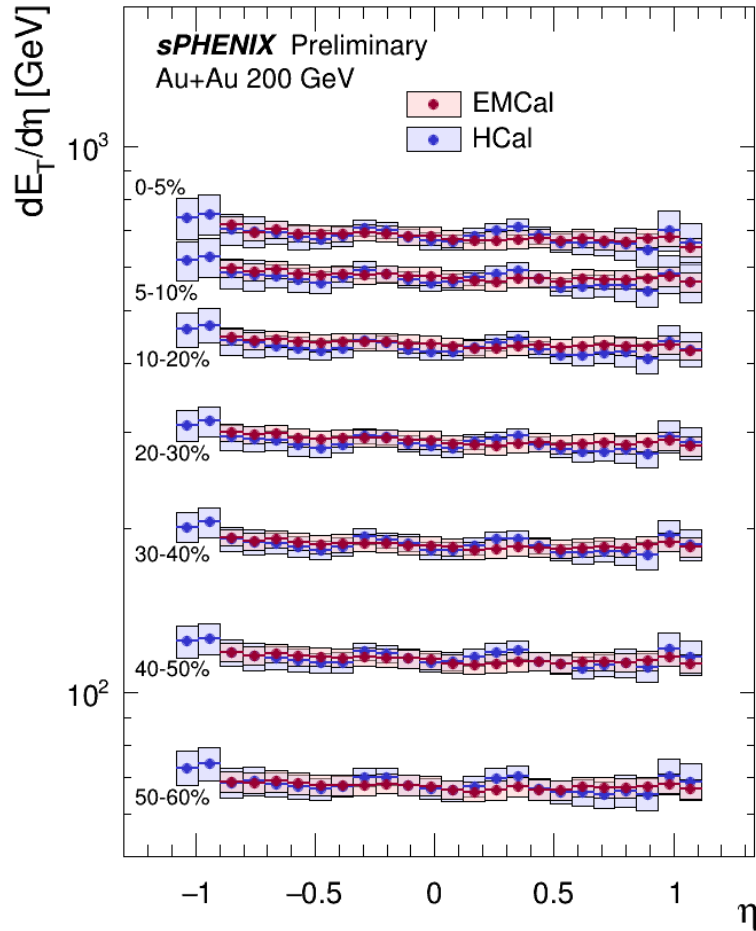 sPHENIX Preliminary
Au+Au 200 GeV
EMCal
HCal
dE_T/dη [GeV]
10³
0-5%
5-10%
10-20%
20-30%
30-40%
40-50%
10²
50-60%
−1 −0.5 0 0.5 1
η